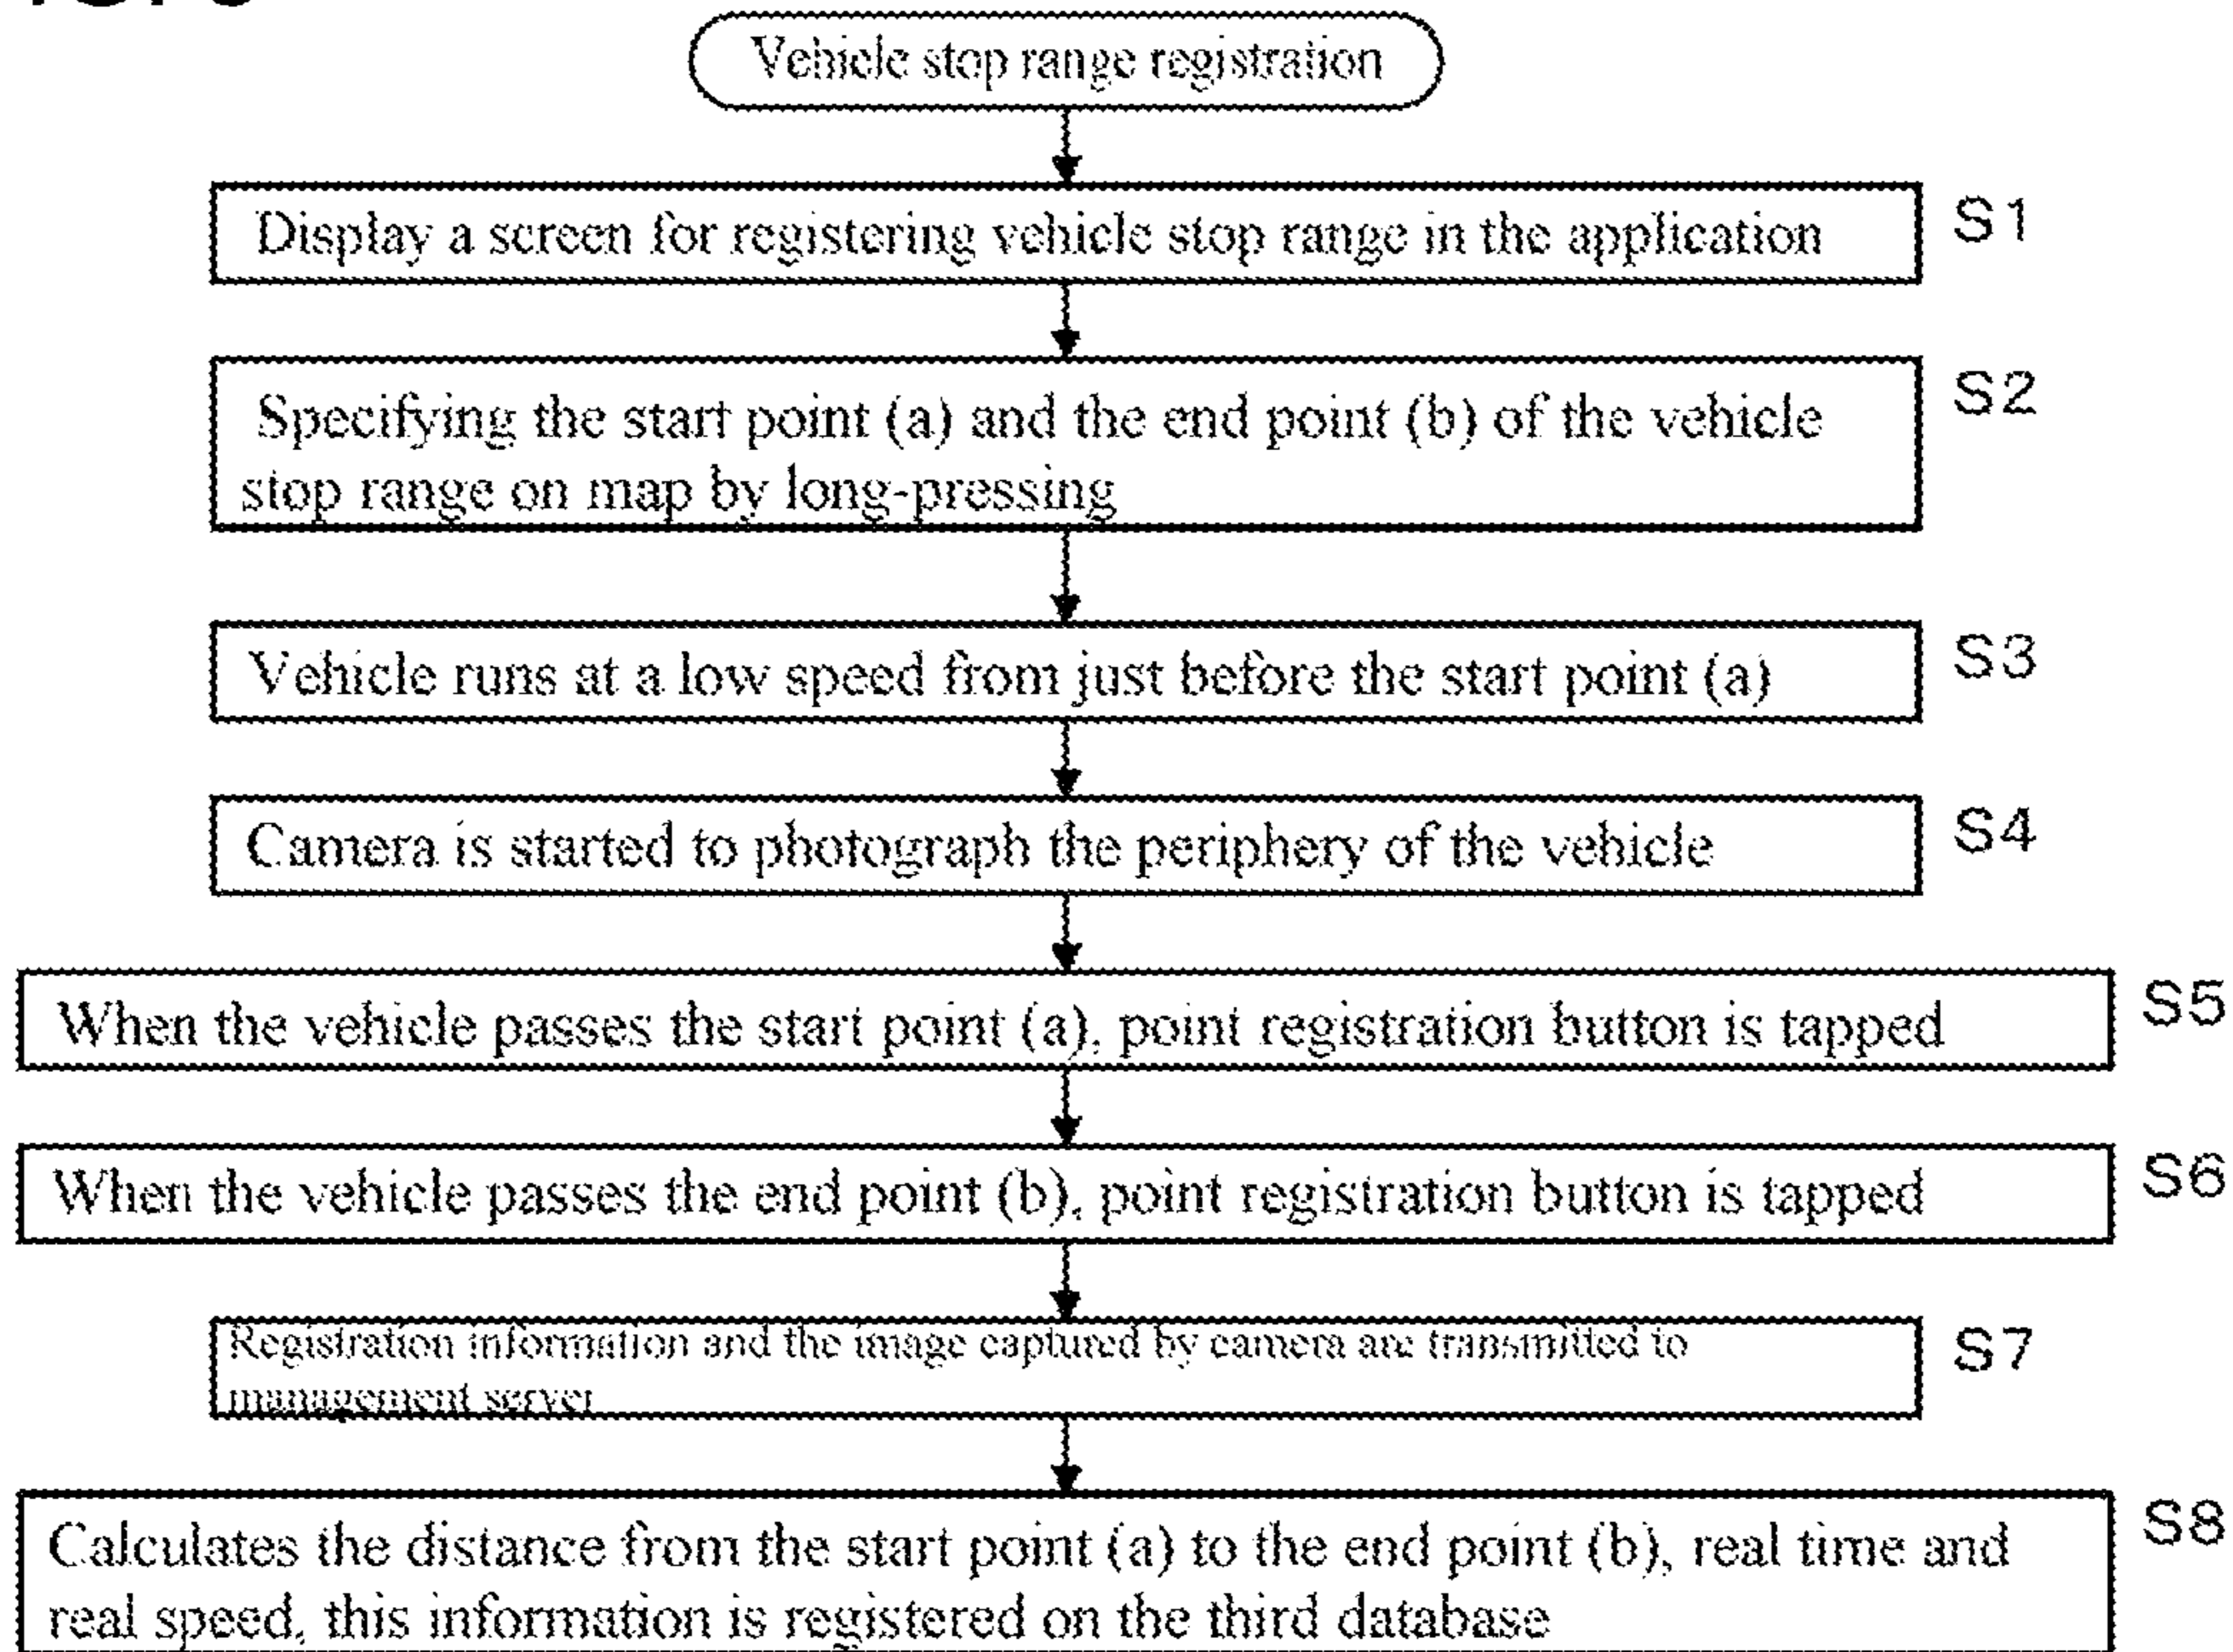 Vehicle stop range registration
Display a screen for registering vehicle stop range in the application
S1
Specifying the start point (a) and the end point (b) of the vehicle
stop range on map by long-pressing
S2
Vehicle runs at a low speed from just before the start point (a)
S3
Camera is started to photograph the periphery of the vehicle
S4
When the vehicle passes the start point (a), point registration button is tapped
S5
When the vehicle passes the end point (b), point registration button is tapped
S6
Registration information and the image captured by camera are transmitted to
management server
S7
Calculates the distance from the start point (a) to the end point (b), real time and
real speed, this information is registered on the third database
S8